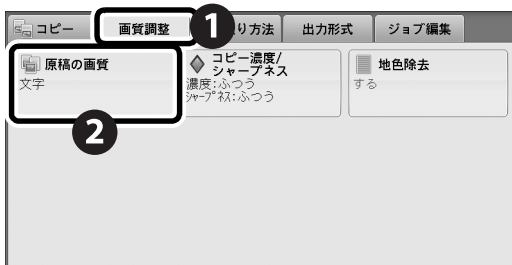 コピー 画質調整 1 り方法 出力形式 ジョブ編集
原稿の画質
文字
2
コピー濃度/
シャープネス
濃度:ふつう
シャープネス:ふつう
地色除去
する